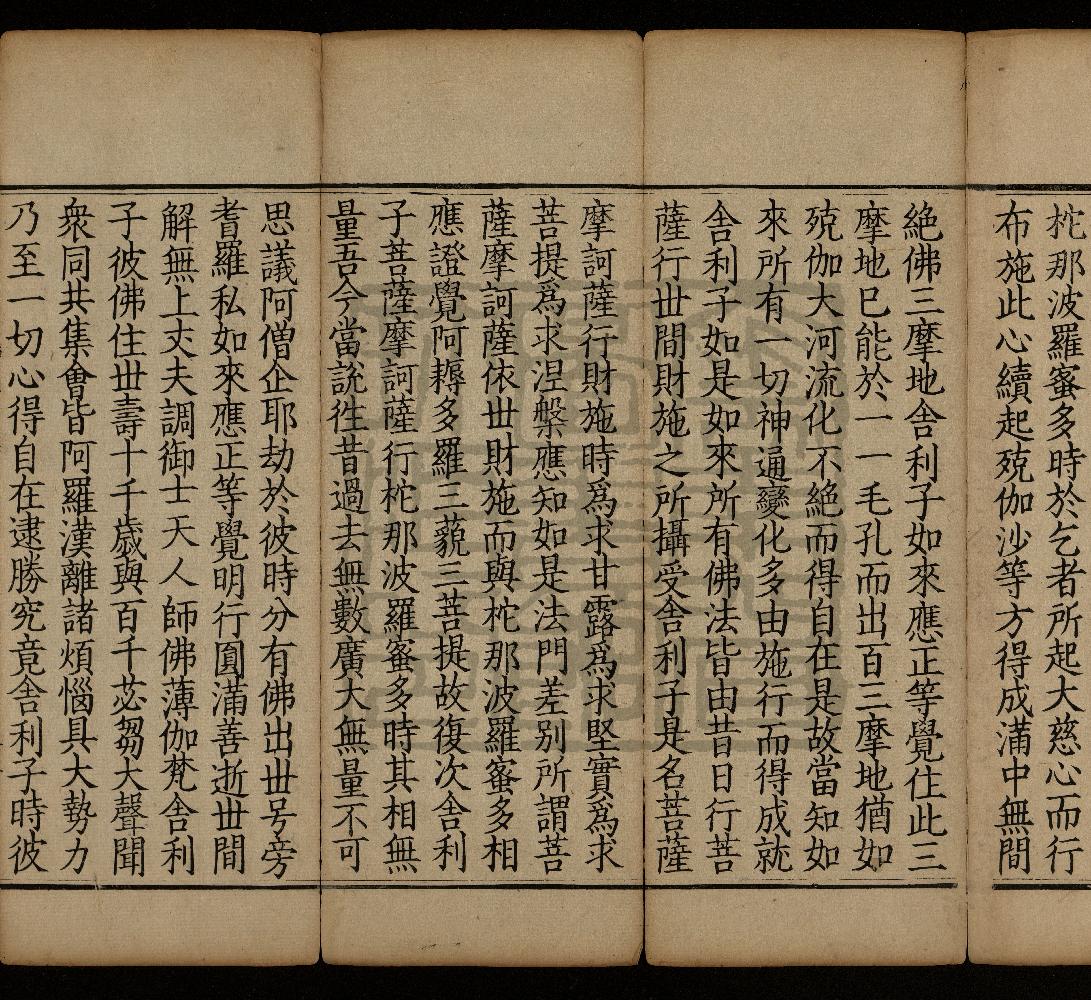 柁那波羅蜜多時於乞者所起大慈心而行
布施此心續起殑伽沙等方得成滿中無間
絶佛三摩地舍利子如來應正等覺住此三
摩地已能於一一毛孔而出百三摩地猶如
殑伽大河流化不絶而得自在是故當知如
來所有一切神通變化多由施行而得成就
舍利子如是如來所有佛法皆由昔日行菩
薩行丗間財施之所攝受舍利子是名菩薩
摩訶薩行財施時爲求甘露爲求堅實爲求
菩提爲求涅槃應知如是法門差别所謂菩
薩摩訶薩依丗財施而與柁那波羅蜜多相
應證覺阿耨多羅三藐三菩提故復次舍利
子菩薩摩訶薩行柁那波羅蜜多時其相無
量吾今當説徃昔過去無數廣大無量不可
思議阿僧企耶劫於彼時分有佛出丗号旁
耆羅私如來應正等覺明行圎滿善逝丗間
解無上丈夫調御士天人師佛薄伽梵舍利
子彼佛住丗壽十千歳與百千苾芻大聲聞
衆同共集會皆阿羅漢離諸煩惱具大勢力
乃至一切心得自在逮勝究竟舍利子時彼